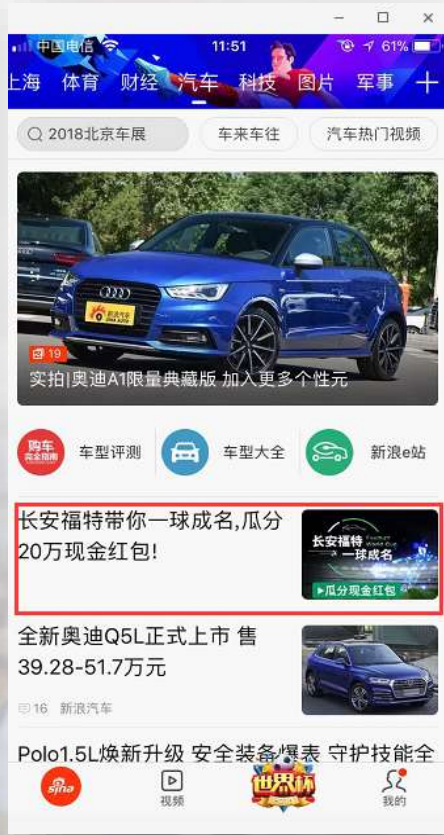 中国电信
11:51
61%
上海 体育 财经 汽车 科技 图片 军事
2018北京车展
车来车往
汽车热门视频
新浪汽车
SINA AUTO
19
实拍|奥迪A1限量典藏版 加入更多个性元
购车
完全指南
车型评测
车型大全
新浪e站
长安福特带你一球成名,瓜分
20万现金红包!
长安福特
一球成名
瓜分现金红包
全新奥迪Q5L正式上市 售
39.28-51.7万元
16 新浪汽车
Polo1.5L焕新升级 安全装备爆表 守护技能全
sina
视频
世界杯
我的